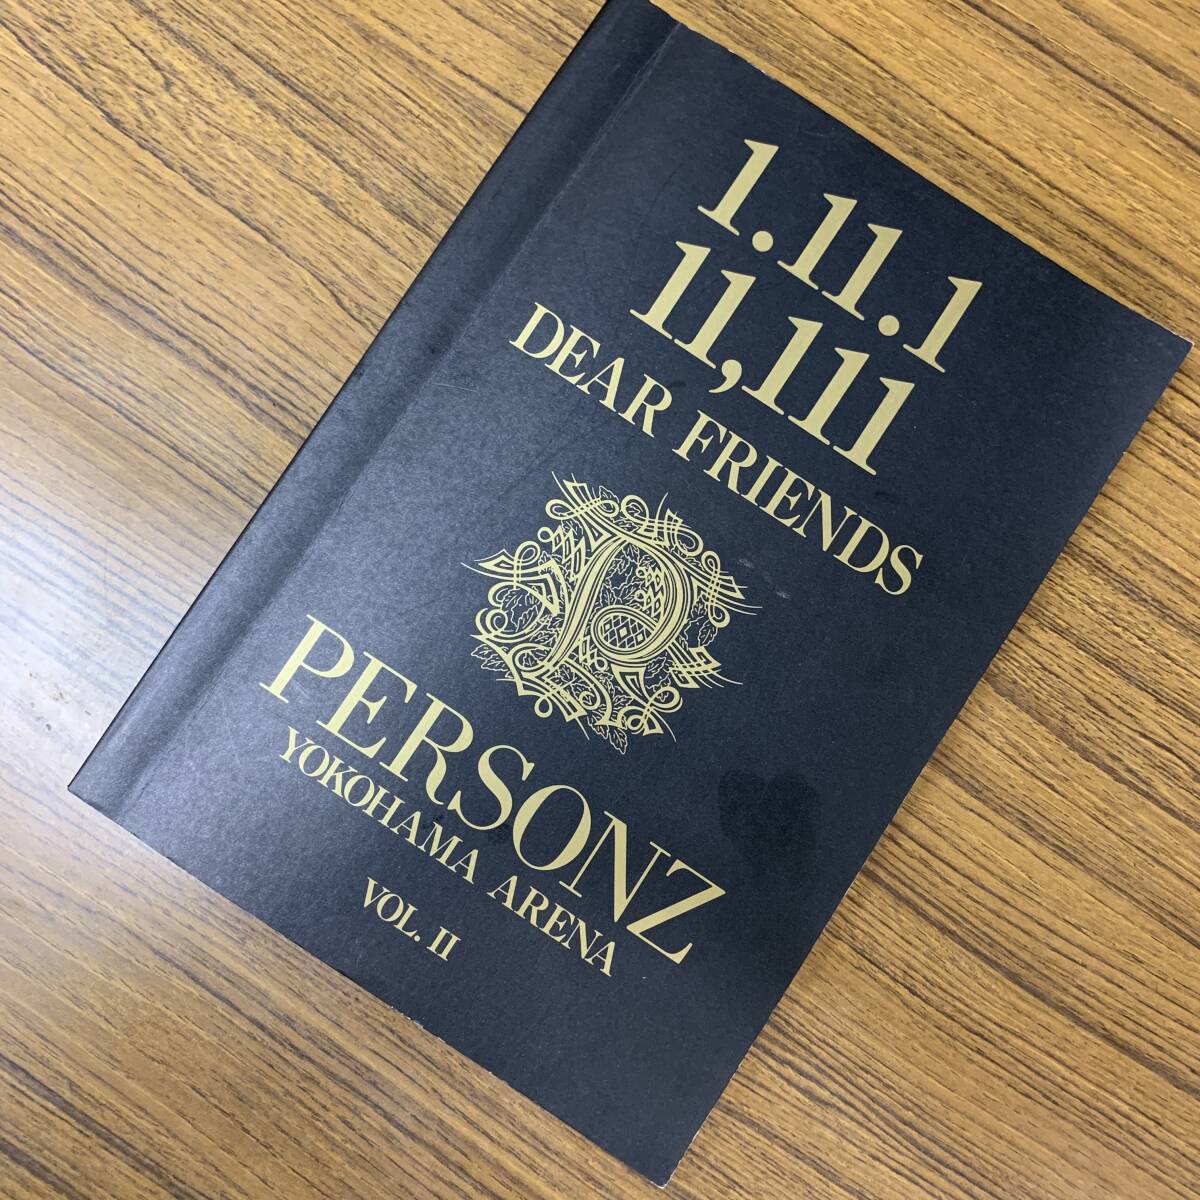 1.11.1
11,111
DEAR FRIENDS
P
PERSONZ
YOKOHAMA ARENA
VOL. II